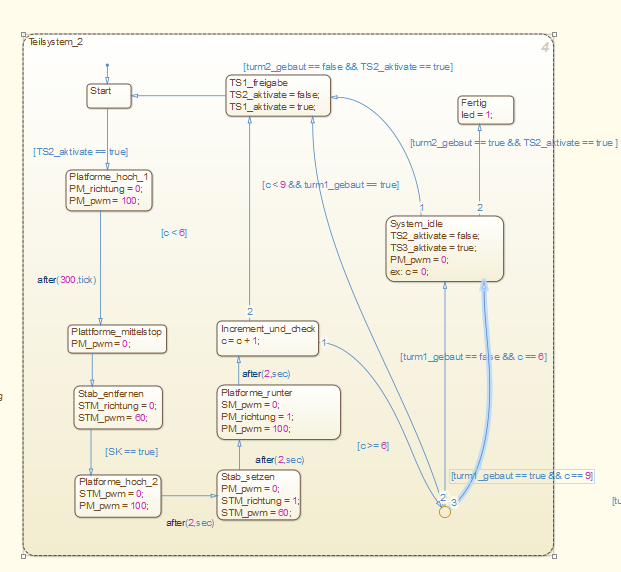 Teilsystem_2
4
[turm2_gebaut == false && TS2_aktivate == true]
Start
TS1_freigabe
TS2_aktivate = false;
TS1_aktivate = true;
Fertig
led = 1;
[TS2_aktivate == true]
[turm2_gebaut == true && TS2_aktivate == true ]
Platforme_hoch_1
PM_richtung = 0;
PM_pwm = 100;
[c < 9 && turm1_gebaut == true]
1
2
System_idle
TS2_aktivate = false;
TS3_aktivate = true;
PM_pwm = 0;
ex: c = 0;
[c < 6]
after(300,tick)
2
Plattforme_mittelstop
PM_pwm = 0;
Increment_und_check
c = c + 1;
1
[turm1_gebaut == false && c == 6]
after(2,sec)
Stab_entfernen
STM_richtung = 0;
STM_pwm = 60;
Platforme_runter
SM_pwm = 0;
PM_richtung = 1;
PM_pwm = 100;
[SK == true]
[c >= 6]
after(2,sec)
Platforme_hoch_2
STM_pwm = 0;
PM_pwm = 100;
Stab_setzen
PM_pwm = 0;
STM_richtung = 1;
STM_pwm = 60;
[turm1_gebaut == true && c == 9]
2
3
after(2,sec)